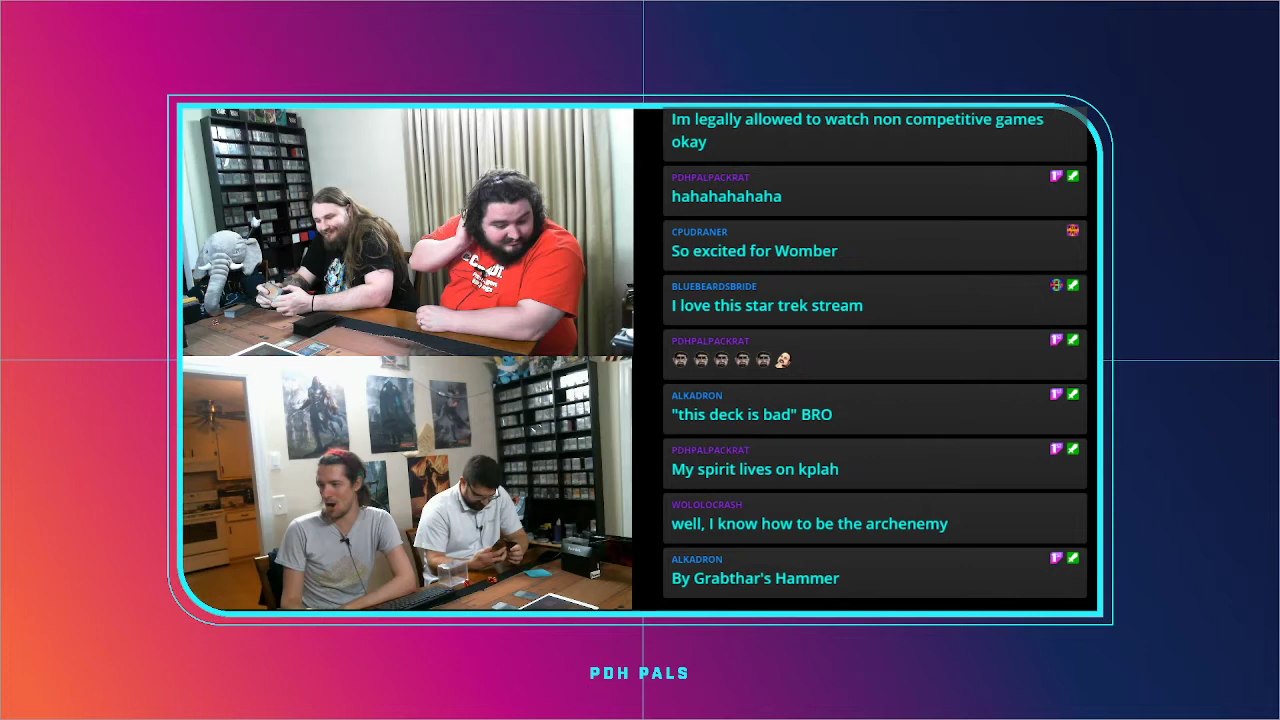 Im legally allowed to watch non competitive games
okay
PDHPALPACKRAT
hahahahahaha
CPUDRANER
So excited for Womber
BLUEBEARDSBRIDE
I love this star trek stream
PDHPALPACKRAT
ALKADRON
"this deck is bad" BRO
PDHPALPACKRAT
My spirit lives on kplah
WOLOLOCRASH
well, I know how to be the archenemy
ALKADRON
By Grabthar's Hammer
PDH PALS